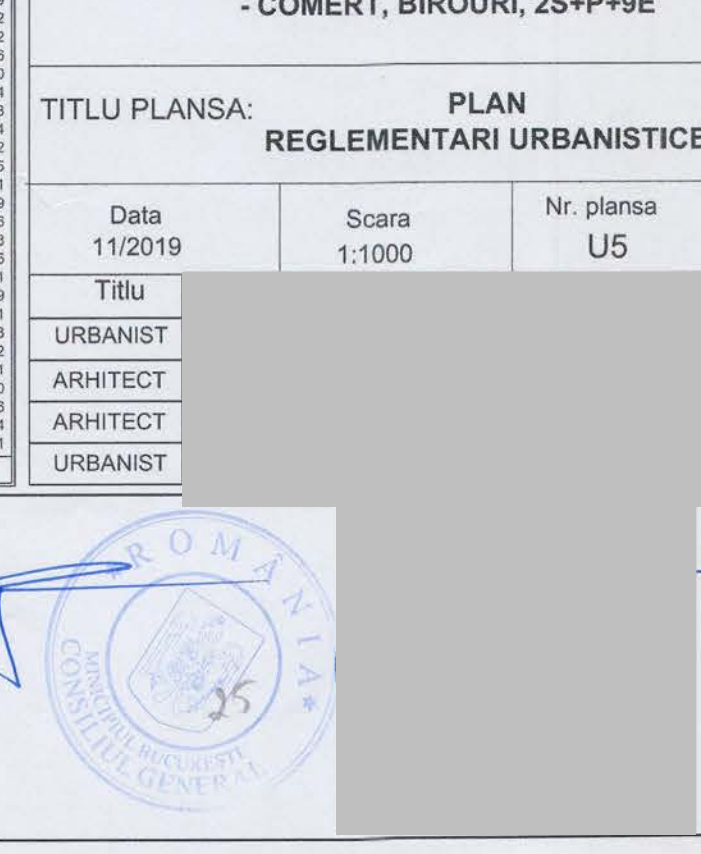 - COMERT, BIROURI, 2S+P+9E
TITLU PLANSA:
PLAN
REGLEMENTARI URBANISTICE
Data
11/2019
Scara
1:1000
Nr. plansa
U5
Titlu
URBANIST
ARHITECT
ARHITECT
URBANIST
*ROMÂNIA*
MUNICIPIUL BUCUREȘTI
CONSILIUL GENERAL
25